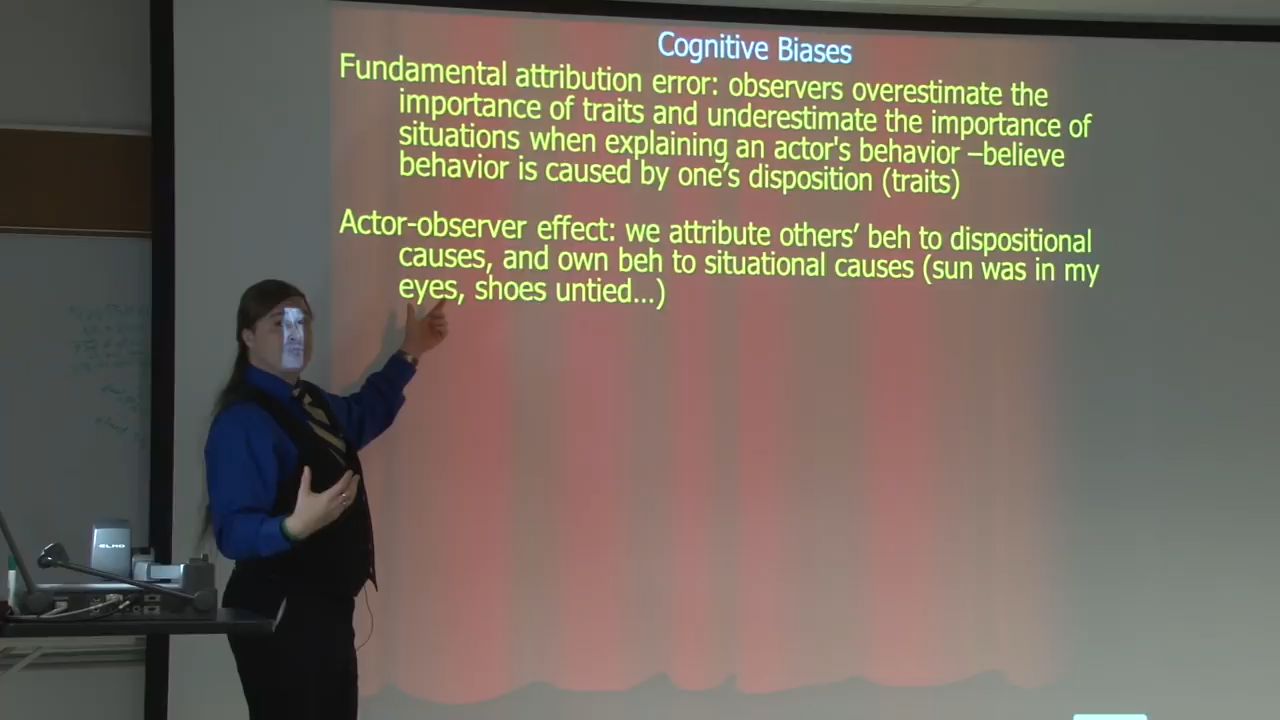 Cognitive Biases
Fundamental attribution error: observers overestimate the
importance of traits and underestimate the importance of
situations when explaining an actor's behavior –believe
behavior is caused by one’s disposition (traits)
Actor-observer effect: we attribute others’ beh to dispositional
causes, and own beh to situational causes (sun was in my
eyes, shoes untied...)
ELMO